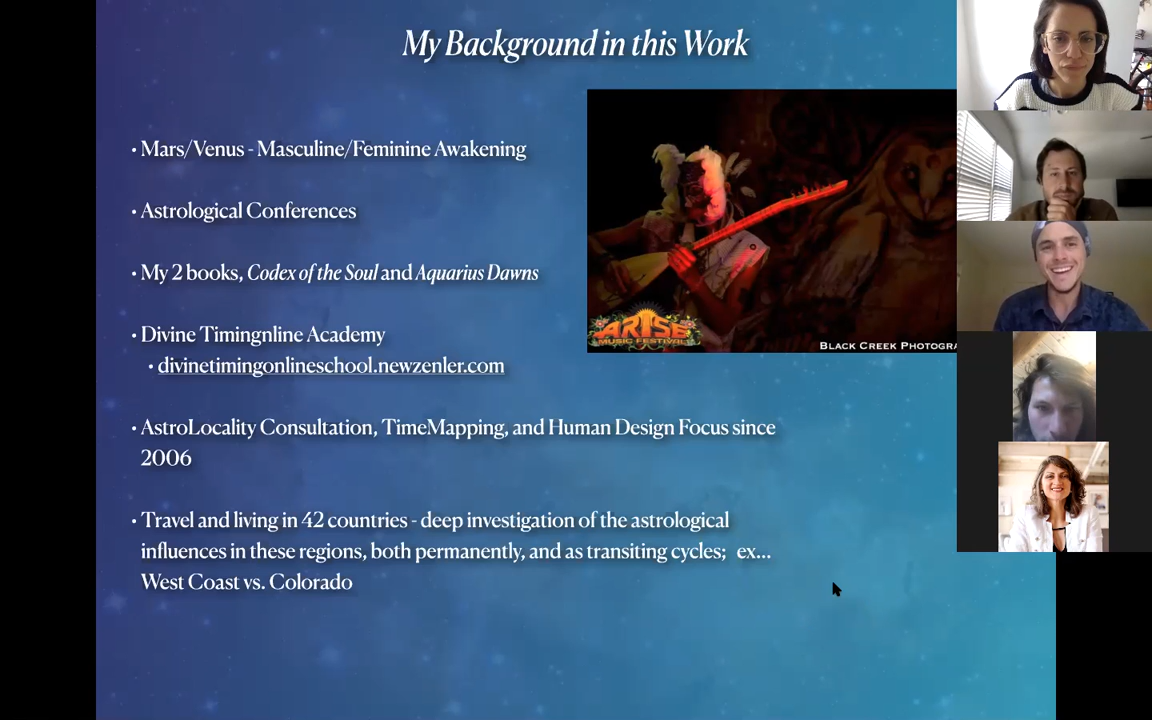 My Background in this Work
• Mars/Venus - Masculine/Feminine Awakening
• Astrological Conferences
• My 2 books, Codex of the Soul and Aquarius Dawns
• Divine Timingnline Academy
• divinetimingonlineschool.newzenler.com
• AstroLocality Consultation, TimeMapping, and Human Design Focus since
2006
• Travel and living in 42 countries - deep investigation of the astrological
influences in these regions, both permanently, and as transiting cycles;  ex...
West Coast vs. Colorado
ARISE
MUSIC FESTIVAL
BLACK CREEK PHOTOGRA